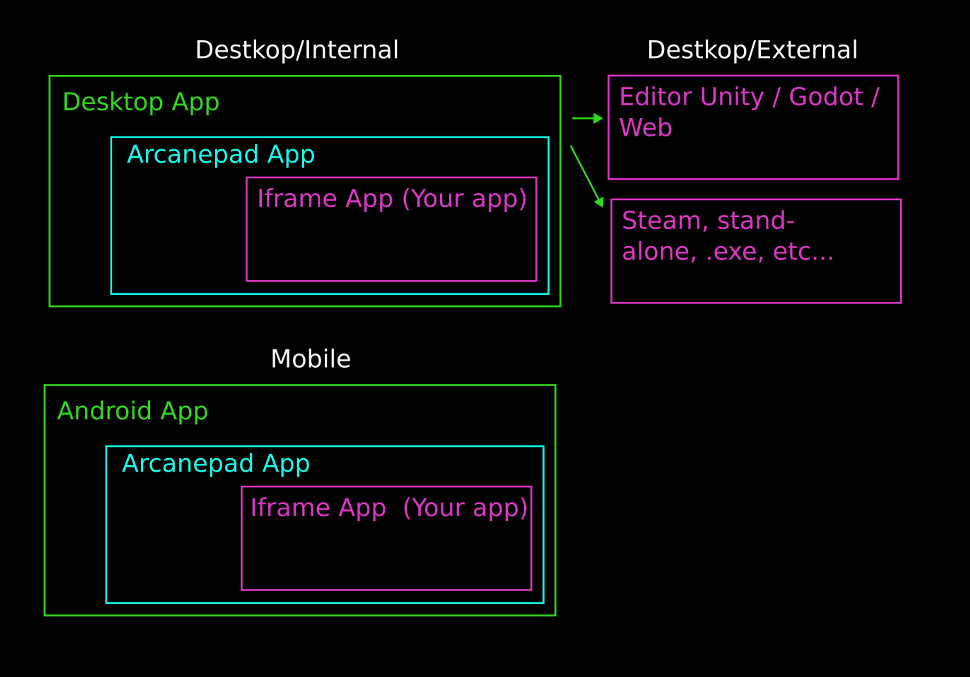 Destkop/Internal
Destkop/External
Desktop App
Arcanepad App
Iframe App (Your app)
Editor Unity / Godot /
Web
Steam, stand-
alone, .exe, etc...
Mobile
Android App
Arcanepad App
Iframe App  (Your app)